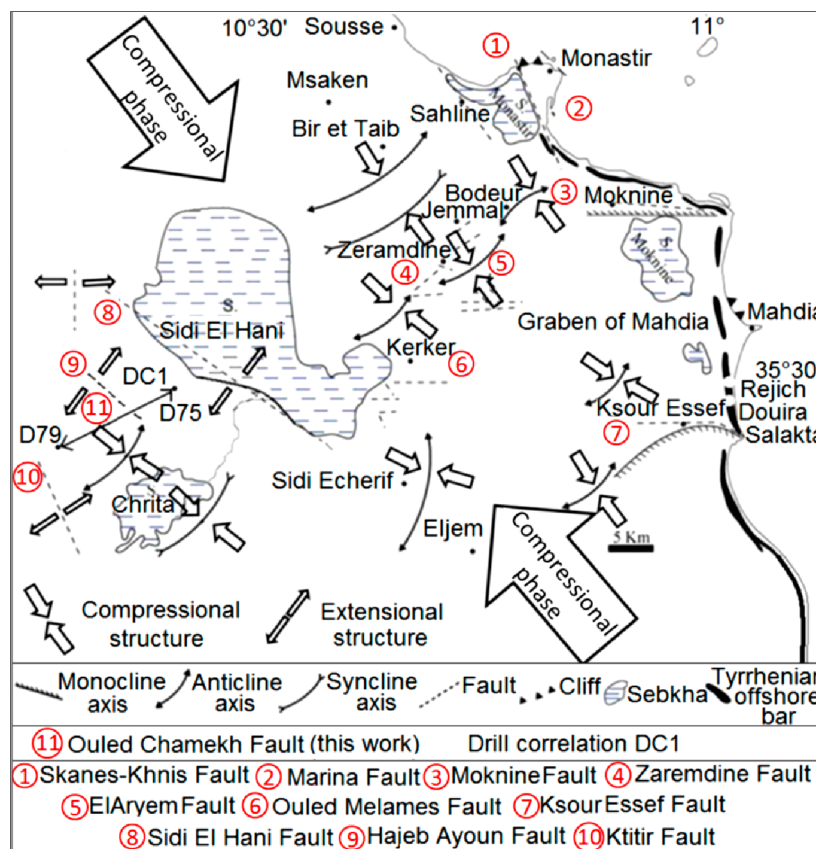 10°30'
11°
Sousse
1
Monastir
Compressional phase
Msaken
S. Monastir
2
Sahline
Bir et Taib
Bodeur
3
Moknine
Jemmal
Zeramdine
4
5
S. Moknine
8
S.
Sidi El Hani
Graben of Mahdia
Mahdia
Kerker
6
35°30
9
DC1
Rejich
11
D75
Ksour Essef
Douira
D79
7
Salakta
10
Sidi Echerif
Chrita
Eljem
Compressional phase
5 Km
Compressional structure
Extensional structure
Monocline axis
Anticline axis
Syncline axis
Fault
Cliff
Sebkha
Tyrrhenian offshore bar
11 Ouled Chamekh Fault (this work) Drill correlation DC1
1 Skanes-Khnis Fault 2 Marina Fault 3 Moknine Fault 4 Zaremdine Fault
5 ElAryem Fault 6 Ouled Melames Fault 7 Ksour Essef Fault
8 Sidi El Hani Fault 9 Hajeb Ayoun Fault 10 Ktitir Fault